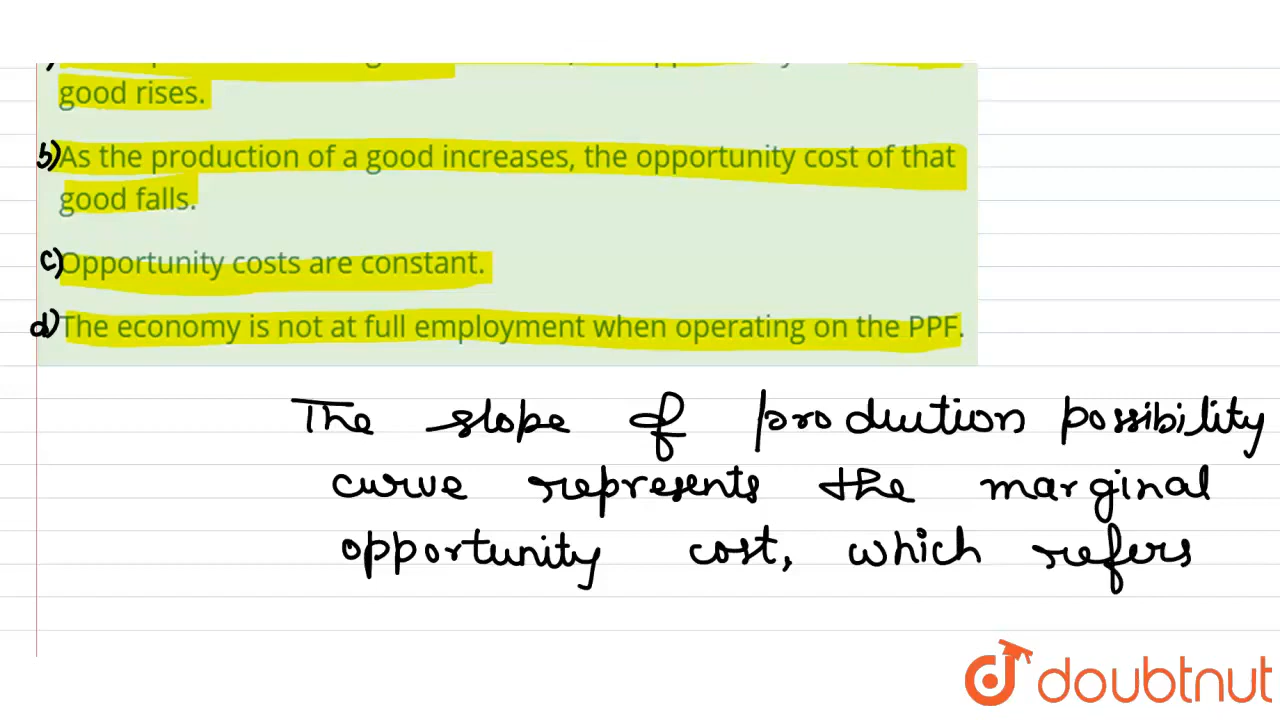 good rises.
b) As the production of a good increases, the opportunity cost of that
good falls.
c) Opportunity costs are constant.
d) The economy is not at full employment when operating on the PPF.
The slope of production possibility
curve represents the marginal
opportunity cost, which refers
doubtnut